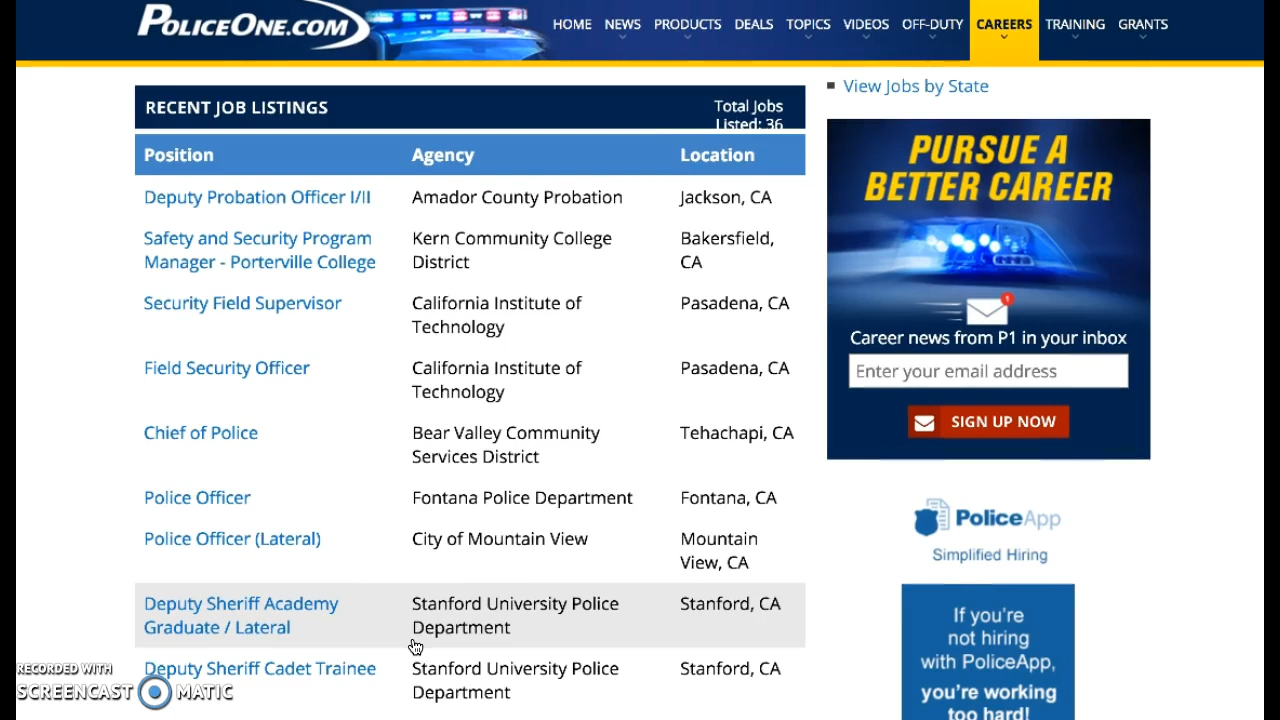 POLICEONE.COM
HOME NEWS PRODUCTS DEALS TOPICS VIDEOS OFF-DUTY CAREERS TRAINING GRANTS
RECENT JOB LISTINGS
Total Jobs
Listed: 36
Position Agency Location
Deputy Probation Officer I/II Amador County Probation Jackson, CA
Safety and Security Program Kern Community College Bakersfield,
Manager - Porterville College District CA
Security Field Supervisor California Institute of Pasadena, CA
Technology
Field Security Officer California Institute of Pasadena, CA
Technology
Chief of Police Bear Valley Community Tehachapi, CA
Services District
Police Officer Fontana Police Department Fontana, CA
Police Officer (Lateral) City of Mountain View Mountain
View, CA
Deputy Sheriff Academy Stanford University Police Stanford, CA
Graduate / Lateral Department
Deputy Sheriff Cadet Trainee Stanford University Police Stanford, CA
Department
View Jobs by State
PURSUE A
BETTER CAREER
1
Career news from P1 in your inbox
Enter your email address
SIGN UP NOW
PoliceApp
Simplified Hiring
If you're
not hiring
with PoliceApp,
you're working
too hard!
RECORDED WITH
SCREENCAST MATIC